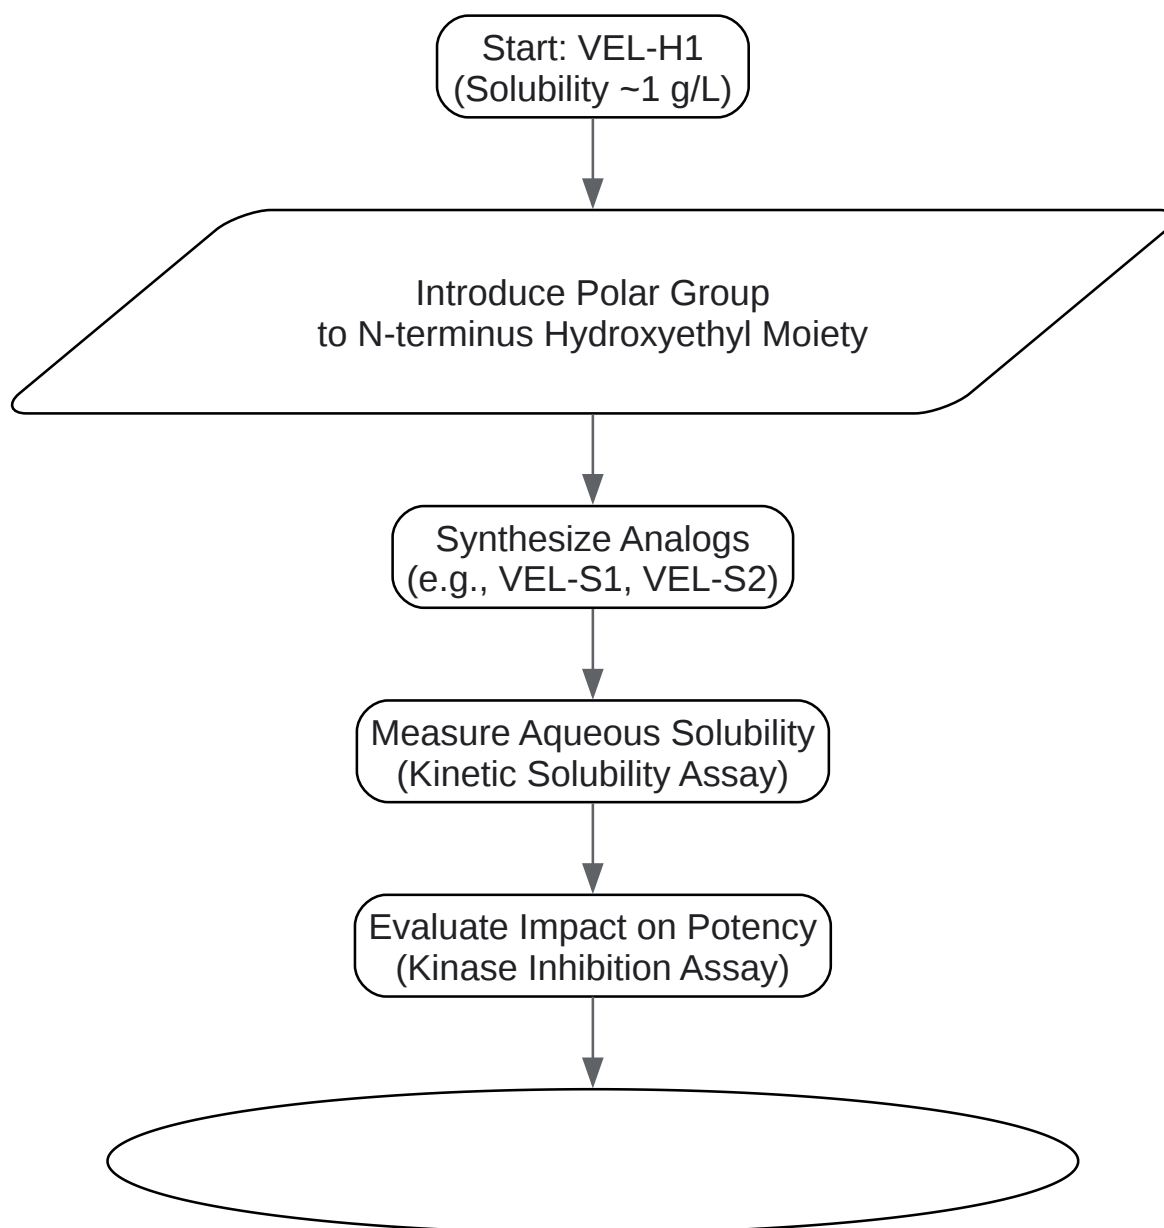 Start: VEL-H1
(Solubility ~1 g/L)
Introduce Polar Group
to N-terminus Hydroxyethyl Moiety
Synthesize Analogs
(e.g., VEL-S1, VEL-S2)
Measure Aqueous Solubility
(Kinetic Solubility Assay)
Evaluate Impact on Potency
(Kinase Inhibition Assay)